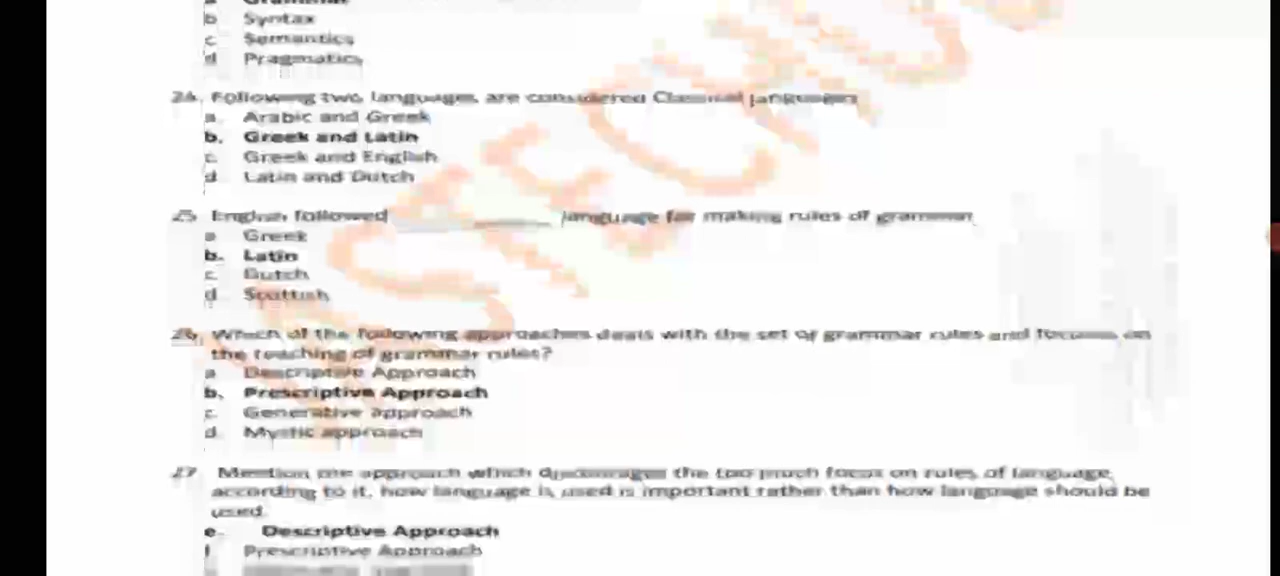 a Grammar
b Syntax
c. Semantics
d Pragmatics
24. Following two languages are considered Classical languages
a. Arabic and Greek
b. Greek and Latin
c. Greek and English
d. Latin and Dutch
25 English followed ____________ language for making rules of grammar
a Greek
b. Latin
c. Dutch
d. Scottish
26. Which of the following approaches deals with the set of grammar rules and focuses on
the teaching of grammar rules?
a Descriptive Approach
b. Prescriptive Approach
c. Generative approach
d. Mystic approach
27 Mention one approach which discourages the too much focus on rules of language,
according to it, how language is used is important rather than how language should be
used.
e. Descriptive Approach
f Prescriptive Approach